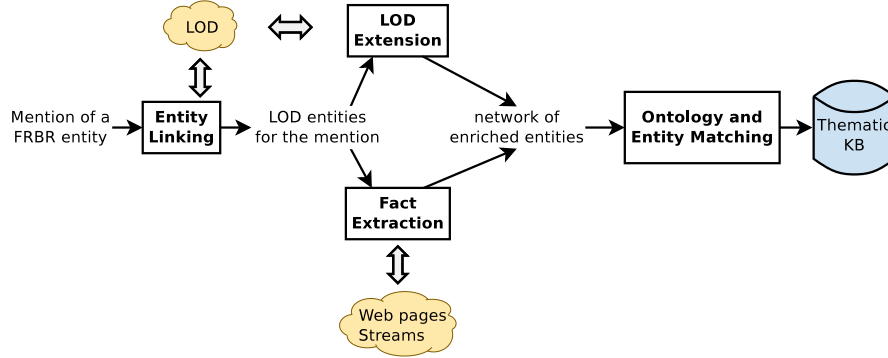 LOD
LOD
Extension
Mention of a
FRBR entity
Entity
Linking
LOD entities
for the mention
network of
enriched entities
Ontology and
Entity Matching
Thematic
KB
Fact
Extraction
Web pages
Streams